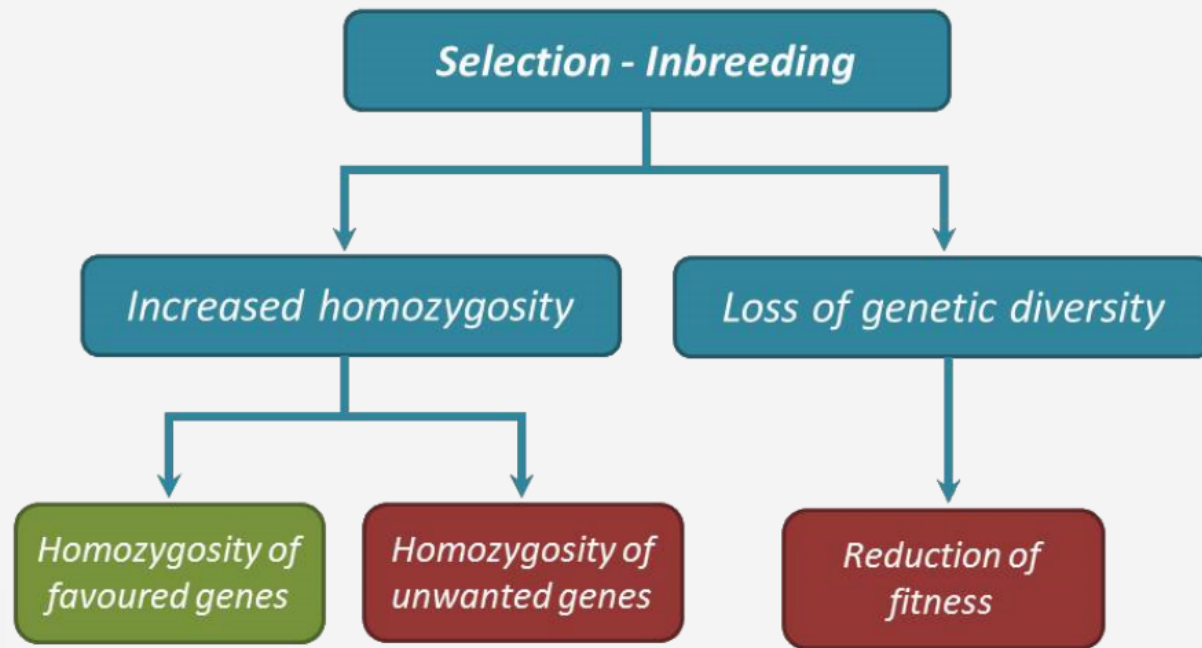 Selection - Inbreeding
Increased homozygosity
Loss of genetic diversity
Homozygosity of
favoured genes
Homozygosity of
unwanted genes
Reduction of
fitness